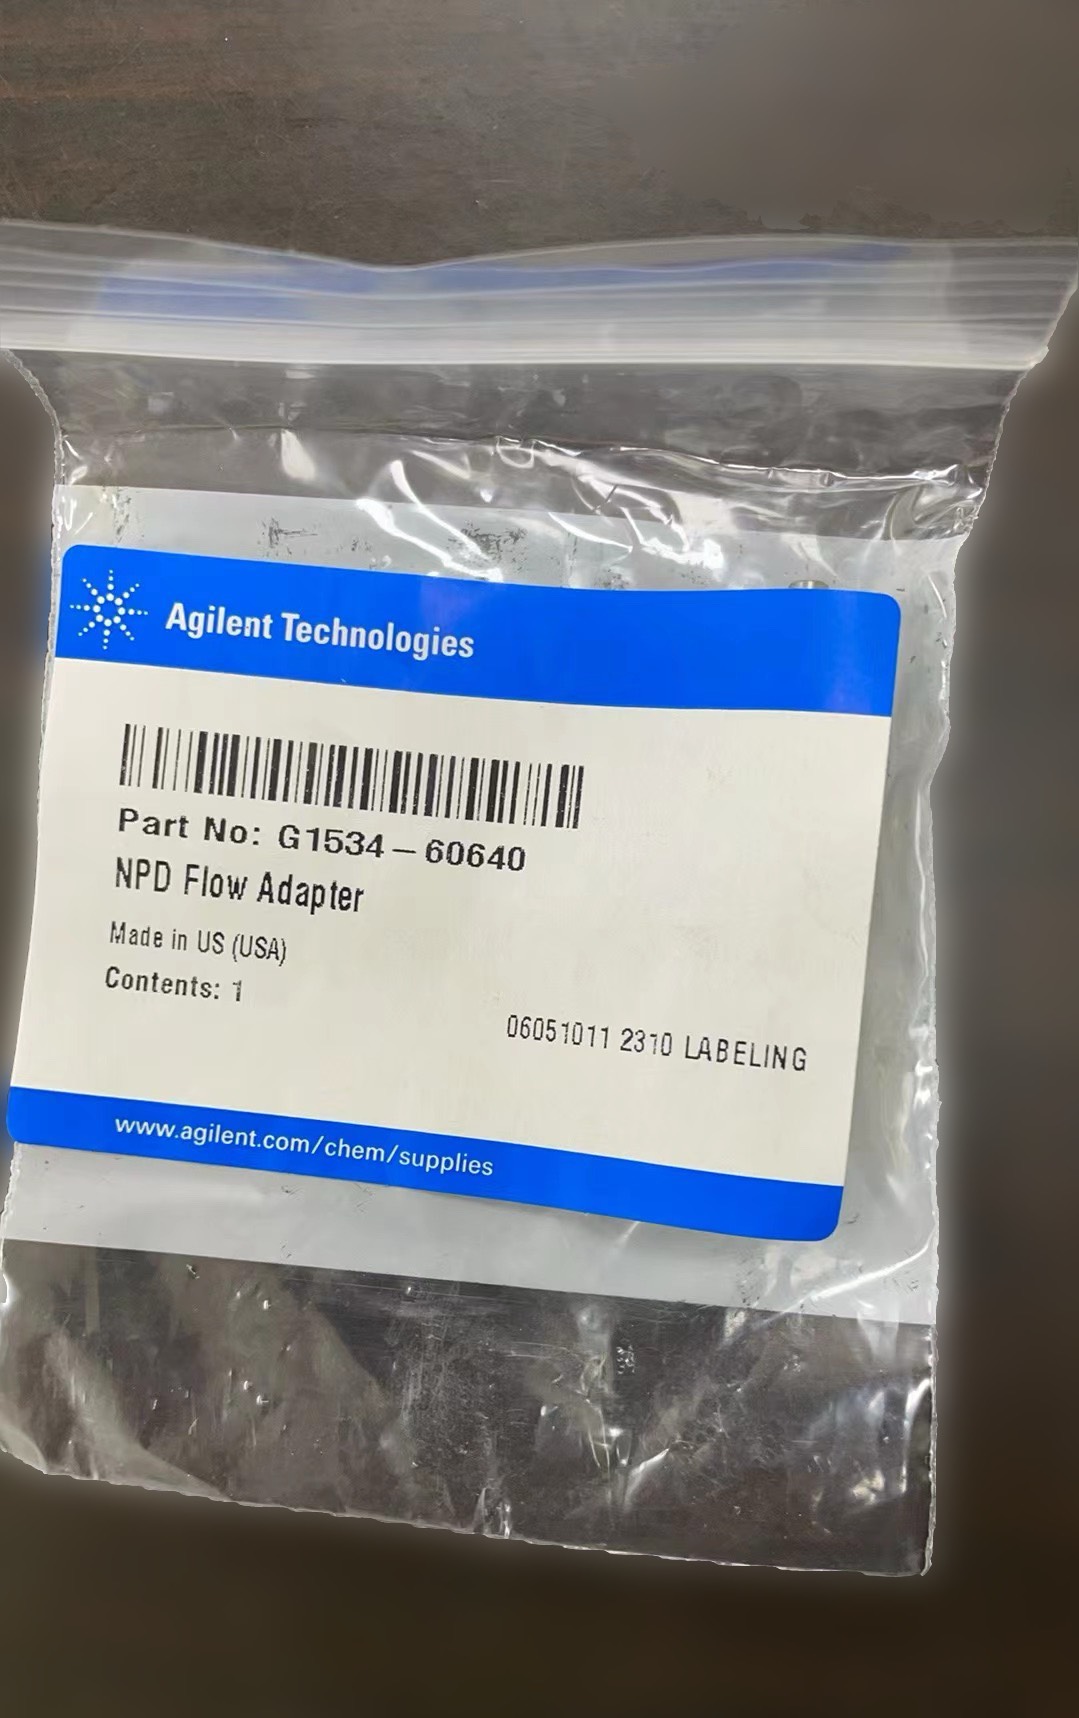 Agilent Technologies
Part No: G1534-60640
NPD Flow Adapter
Made in US (USA)
Contents: 1
06051011 2310 LABELING
www.agilent.com/chem/supplies